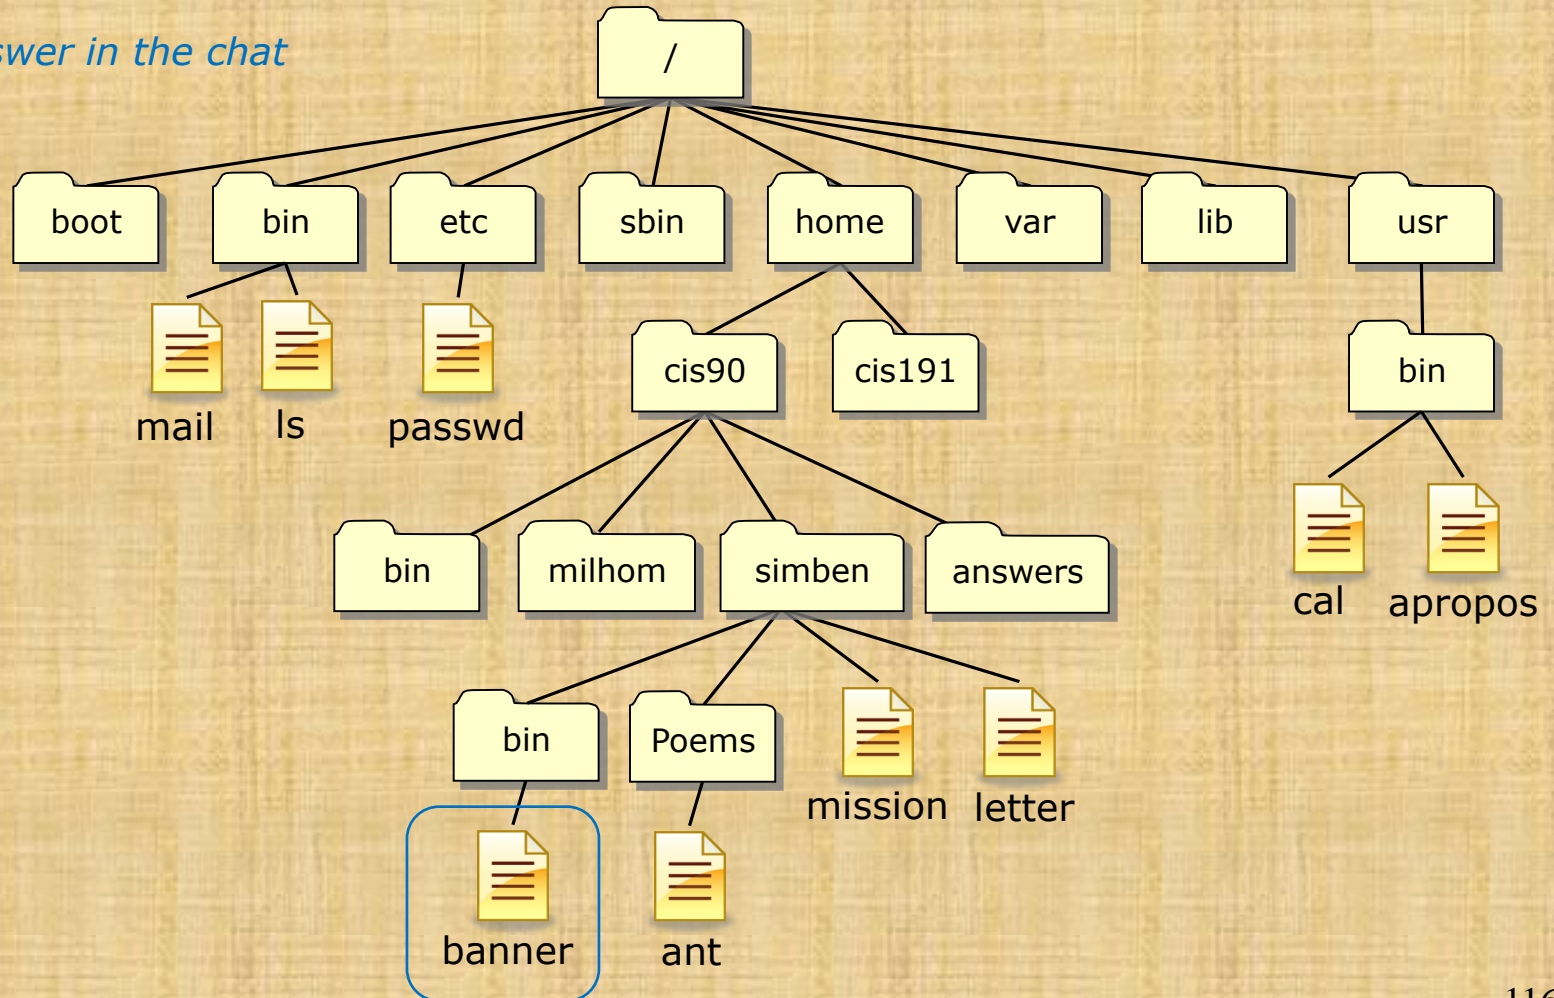 answer in the chat
/
boot bin etc sbin home var lib usr
cis90 cis191 bin
mail ls passwd
bin milhom simben answers
cal apropos
bin Poems
mission letter
banner ant